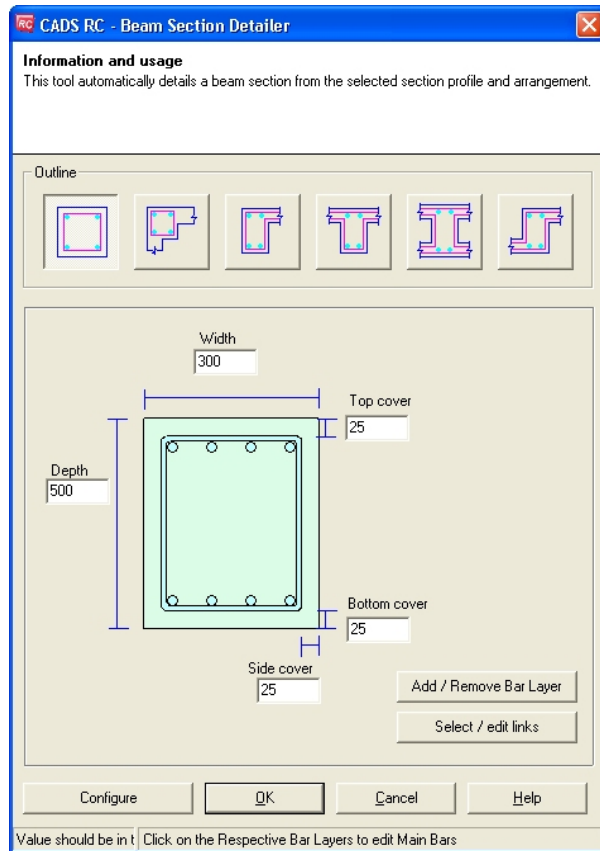 RC CADS RC - Beam Section Detailer
Information and usage
This tool automatically details a beam section from the selected section profile and arrangement.
Outline
Width
300
Top cover
25
Depth
500
Bottom cover
25
Side cover
25
Add / Remove Bar Layer
Select / edit links
Configure
OK
Cancel
Help
Value should be in t
Click on the Respective Bar Layers to edit Main Bars